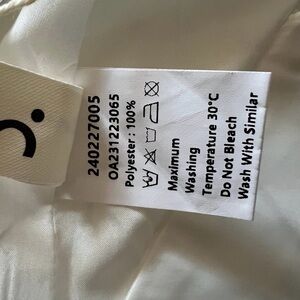 240227005
OA231223065
Polyester : 100%
Maximum
Washing
Temperature 30°C
Do Not Bleach
Wash With Similar